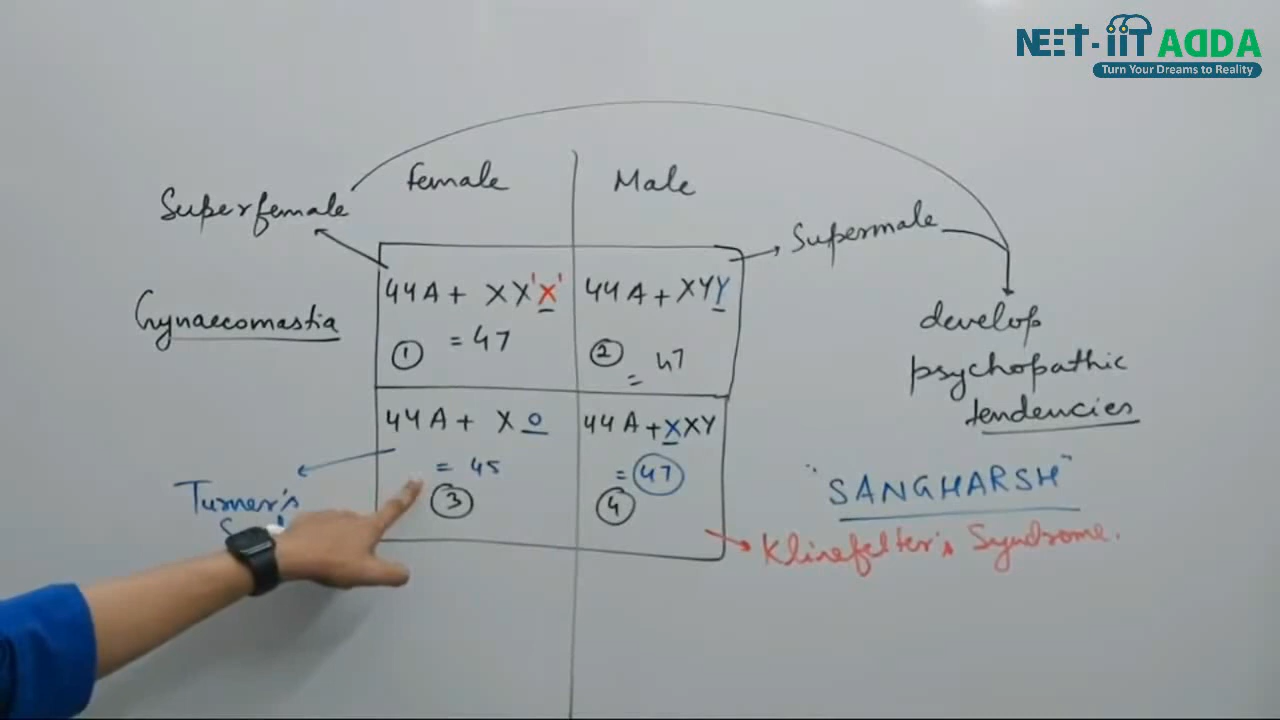 NEET-iIT ADDA
Turn Your Dreams to Reality
Female
Male
Superfemale
Supermale
44A + XX'X' = 47
①
44A + XYY = 47
②
Gynaecomastia
develop
psychopathic
tendencies
44A + XO = 45
③
44A + XXY = 47
④
Turner's
"SANGHARSH"
Klinefelter's Syndrome.